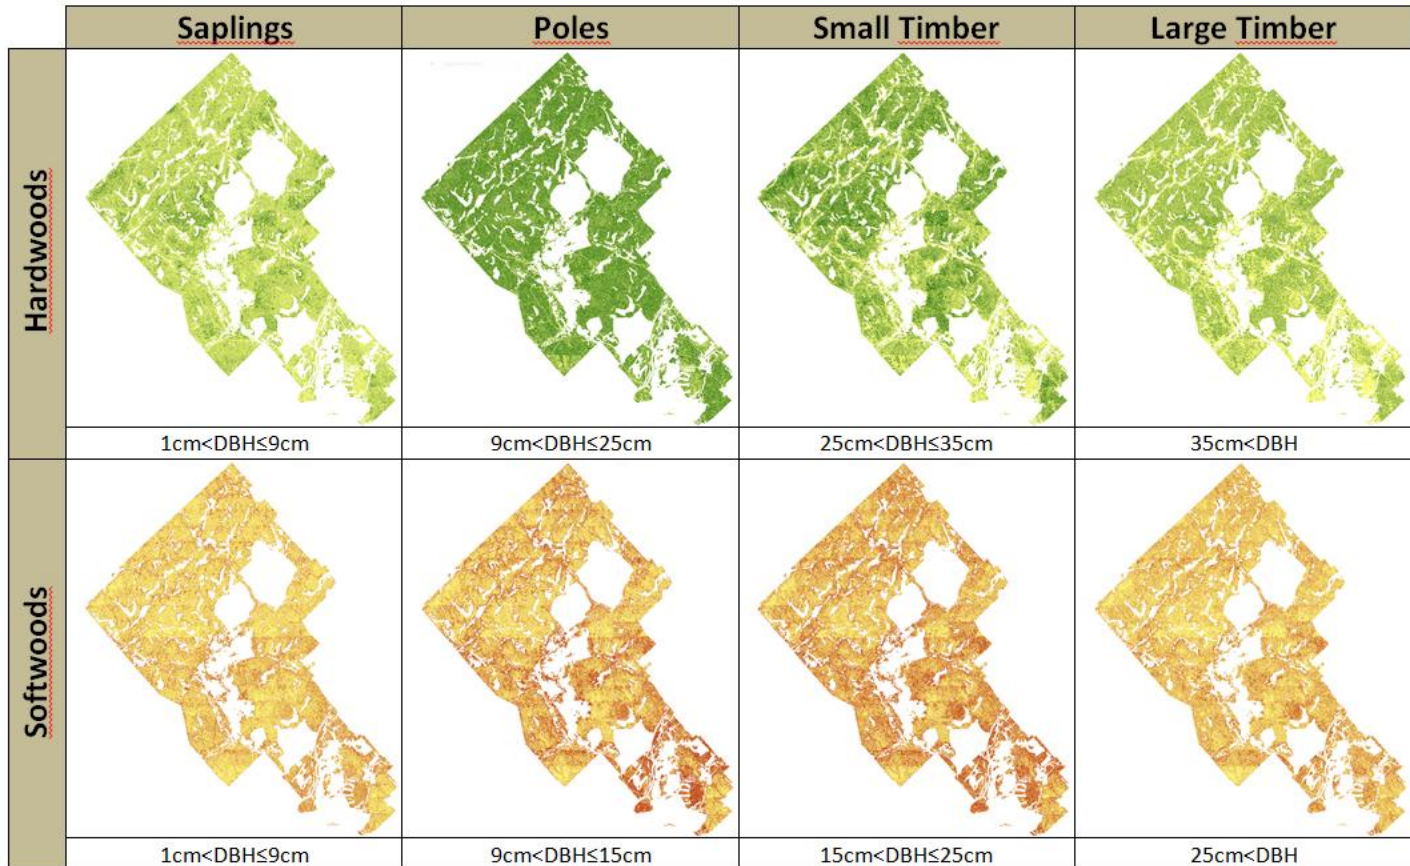 Saplings Poles Small Timber Large Timber
Hardwoods
1cm<DBH≤9cm 9cm<DBH≤25cm 25cm<DBH≤35cm 35cm<DBH
Softwoods
1cm<DBH≤9cm 9cm<DBH≤15cm 15cm<DBH≤25cm 25cm<DBH